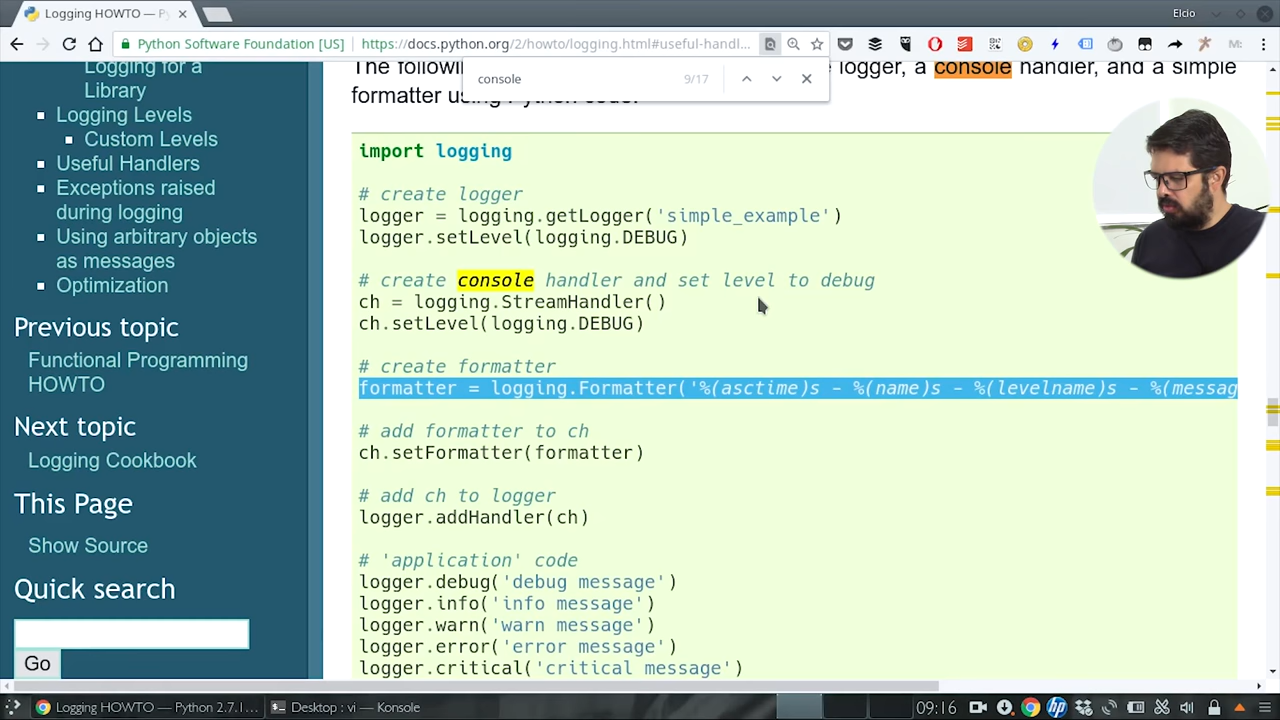 Logging HOWTO — Py
Elcio
Python Software Foundation [US]
https://docs.python.org/2/howto/logging.html#useful-handl...
console
9/17
Logging for a
Library
Logging Levels
Custom Levels
Useful Handlers
Exceptions raised
during logging
Using arbitrary objects
as messages
Optimization
Previous topic
Functional Programming
HOWTO
Next topic
Logging Cookbook
This Page
Show Source
Quick search
Go
The following logger, a console handler, and a simple
formatter using Python code:
import logging
# create logger
logger = logging.getLogger('simple_example')
logger.setLevel(logging.DEBUG)
# create console handler and set level to debug
ch = logging.StreamHandler()
ch.setLevel(logging.DEBUG)
# create formatter
formatter = logging.Formatter('%(asctime)s - %(name)s - %(levelname)s - %(messag
# add formatter to ch
ch.setFormatter(formatter)
# add ch to logger
logger.addHandler(ch)
# 'application' code
logger.debug('debug message')
logger.info('info message')
logger.warn('warn message')
logger.error('error message')
logger.critical('critical message')
Logging HOWTO — Python 2.7.1...
Desktop : vi — Konsole
09:16